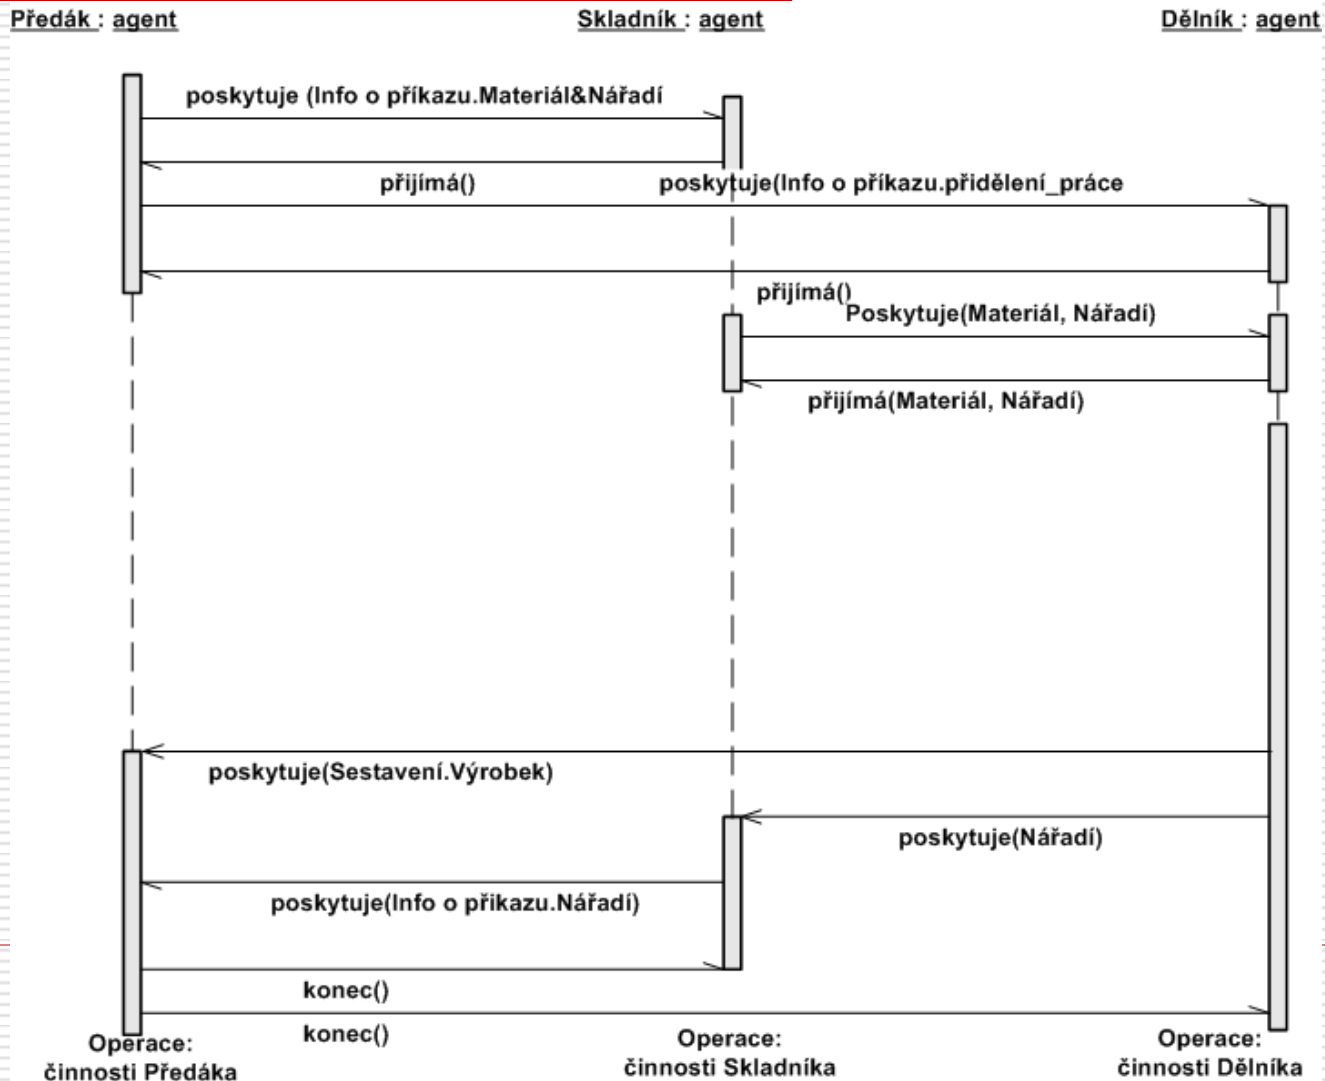 Předák : agent
Skladník : agent
Dělník : agent
poskytuje (Info o příkazu.Materiál&Nářadí
přijímá()
poskytuje(Info o příkazu.přidělení_práce
přijímá()
Poskytuje(Materiál, Nářadí)
přijímá(Materiál, Nářadí)
poskytuje(Sestavení.Výrobek)
poskytuje(Nářadí)
poskytuje(Info o přikazu.Nářadí)
konec()
konec()
Operace:
činnosti Předáka
Operace:
činnosti Skladníka
Operace:
činnosti Dělníka